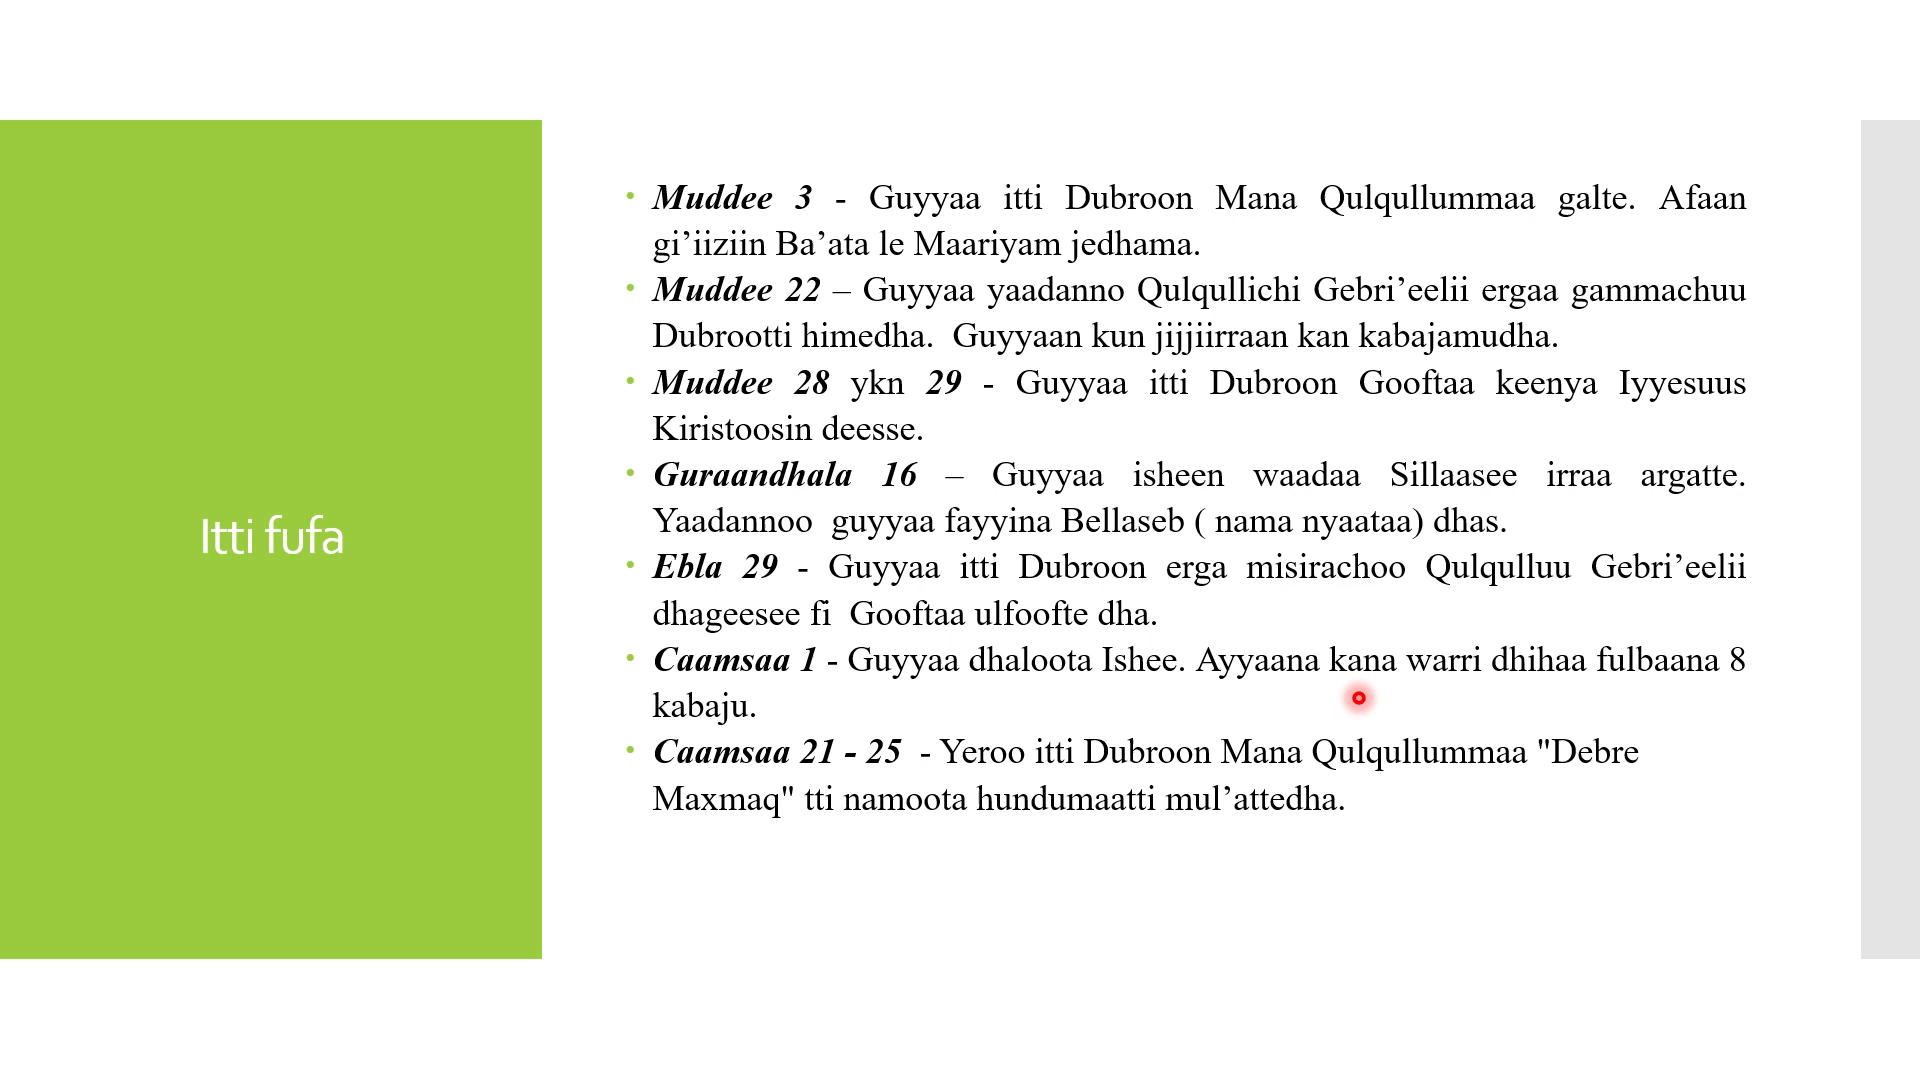 Itti fufa
• Muddee 3 - Guyyaa itti Dubroon Mana Qulqullummaa galte. Afaan
gi’iiziin Ba’ata le Maariyam jedhama.
• Muddee 22 – Guyyaa yaadanno Qulqullichi Gebri’eelii ergaa gammachuu
Dubrootti himedha.  Guyyaan kun jijjiirraan kan kabajamudha.
• Muddee 28 ykn 29 - Guyyaa itti Dubroon Gooftaa keenya Iyyesuus
Kiristoosin deesse.
• Guraandhala 16 – Guyyaa isheen waadaa Sillaasee irraa argatte.
Yaadannoo  guyyaa fayyina Bellaseb ( nama nyaataa) dhas.
• Ebla 29 - Guyyaa itti Dubroon erga misirachoo Qulqulluu Gebri’eelii
dhageesee fi  Gooftaa ulfoofte dha.
• Caamsaa 1 - Guyyaa dhaloota Ishee. Ayyaana kana warri dhihaa fulbaana 8
kabaju.
• Caamsaa 21 - 25  - Yeroo itti Dubroon Mana Qulqullummaa "Debre
Maxmaq" tti namoota hundumaatti mul’attedha.